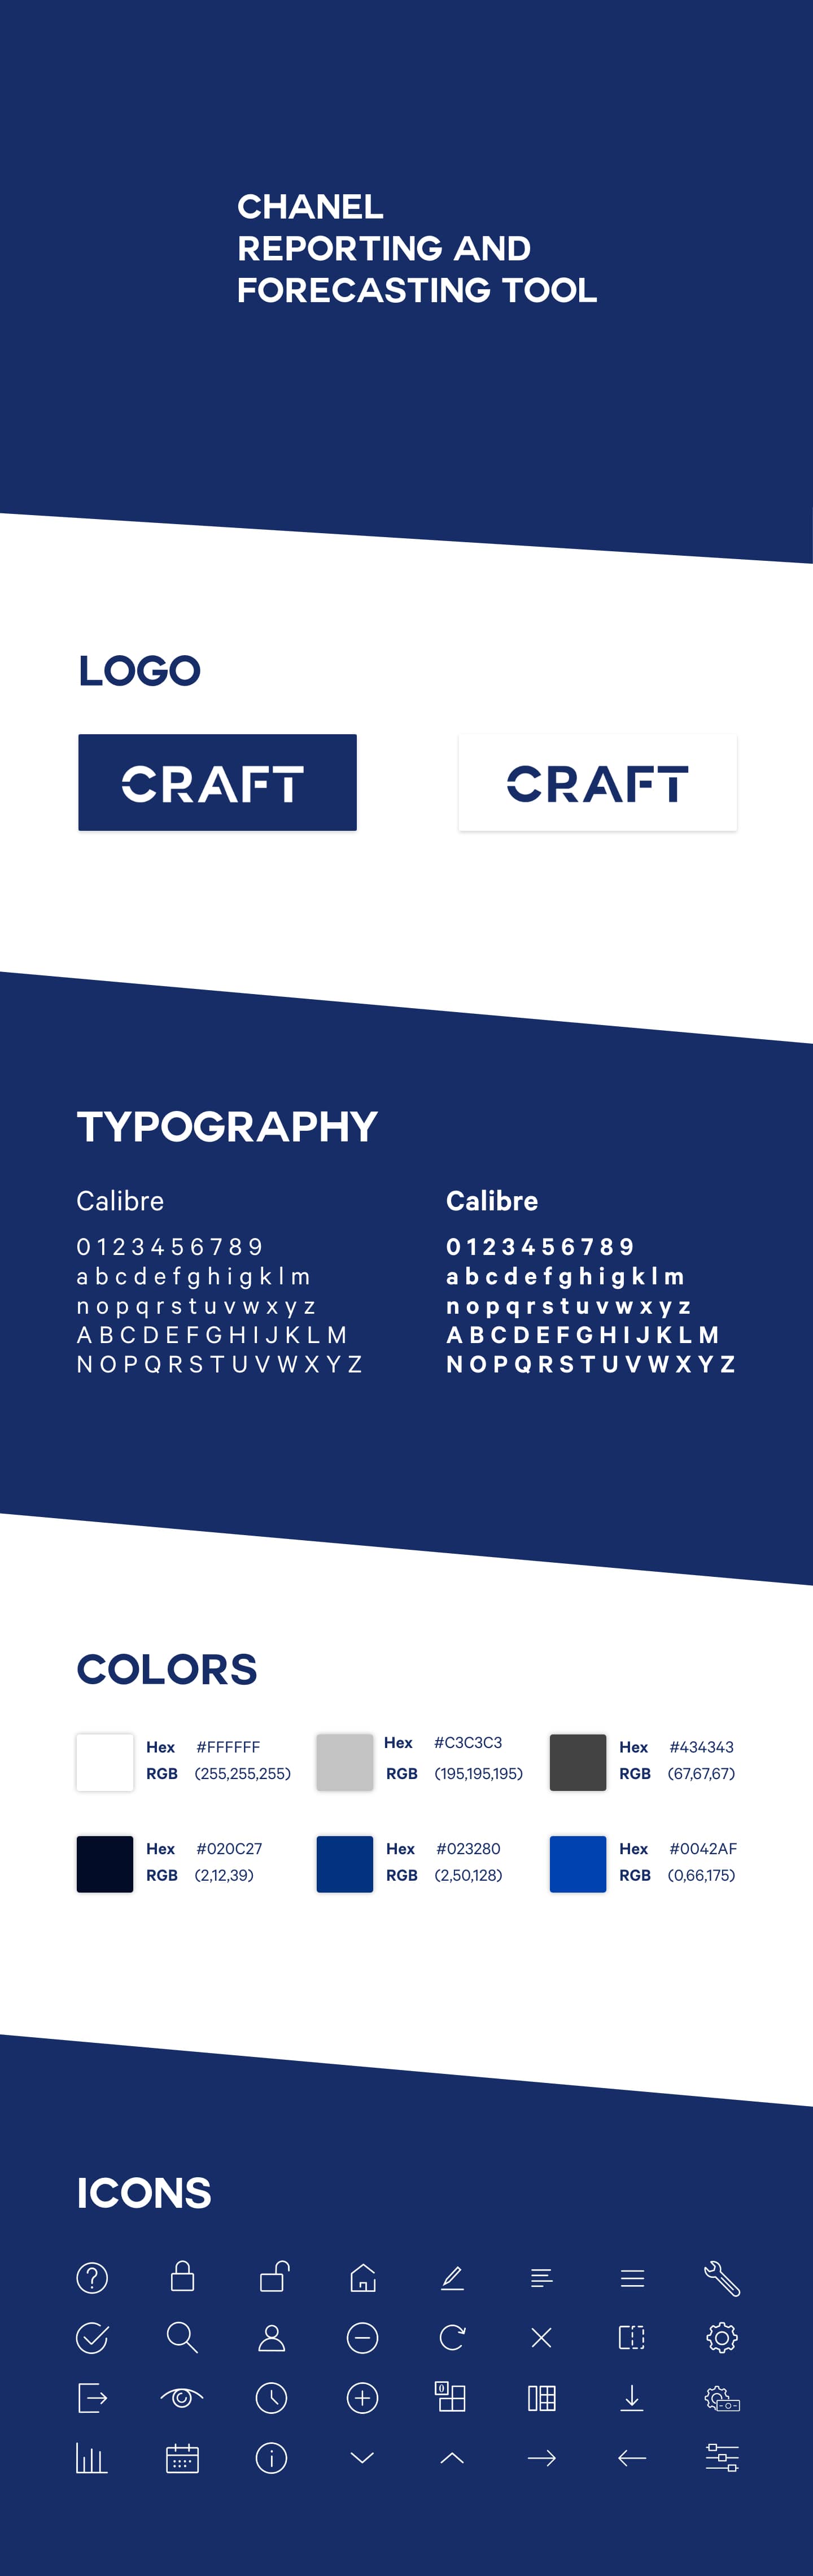 CHANEL
REPORTING AND
FORECASTING TOOL
LOGO
CRAFT
CRAFT
TYPOGRAPHY
Calibre
0 1 2 3 4 5 6 7 8 9
a b c d e f g h i g k l m
n o p q r s t u v w x y z
A B C D E F G H I J K L M
N O P Q R S T U V W X Y Z
Calibre
0 1 2 3 4 5 6 7 8 9
a b c d e f g h i g k l m
n o p q r s t u v w x y z
A B C D E F G H I J K L M
N O P Q R S T U V W X Y Z
COLORS
Hex #FFFFFF
RGB (255,255,255)
Hex #C3C3C3
RGB (195,195,195)
Hex #434343
RGB (67,67,67)
Hex #020C27
RGB (2,12,39)
Hex #023280
RGB (2,50,128)
Hex #0042AF
RGB (0,66,175)
ICONS